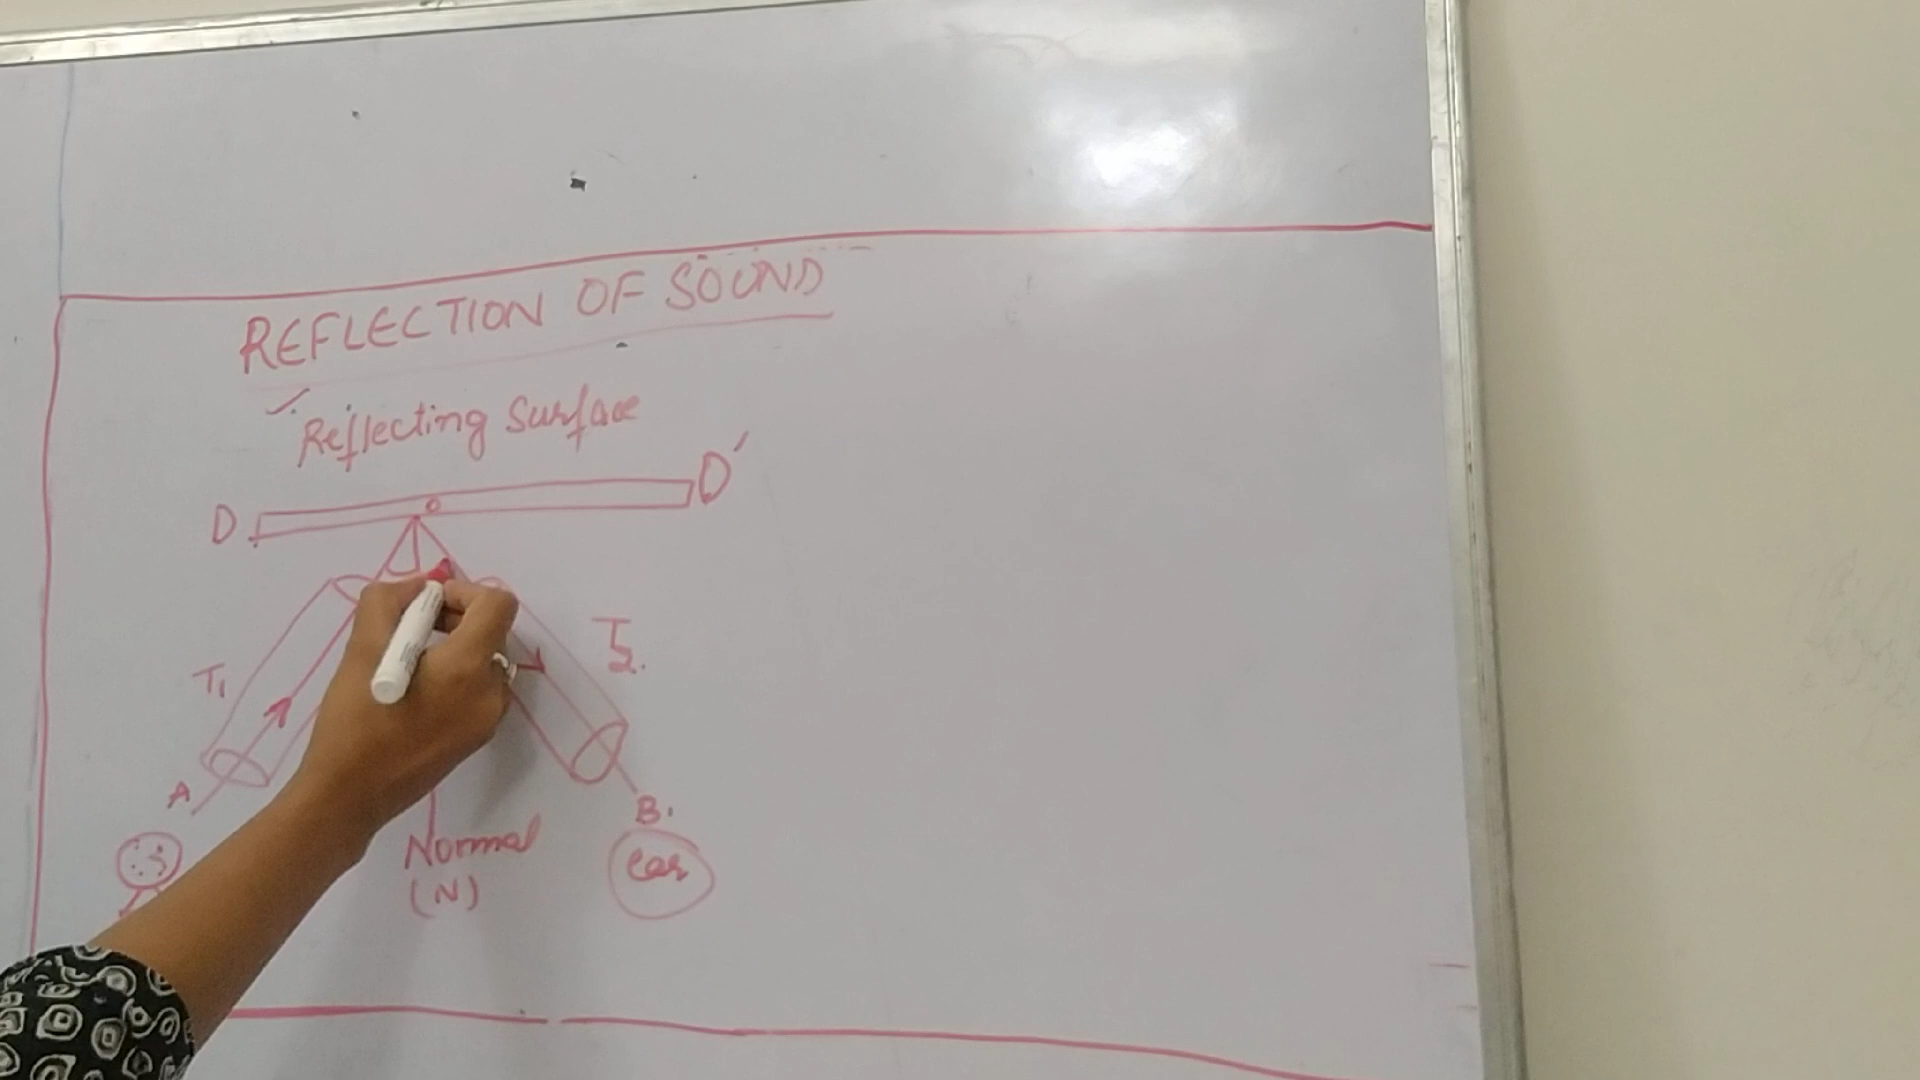 REFLECTION OF SOUND
Reflecting Surface
D
D'
O
T1
T2.
A
B.
Normal
(N)
ear